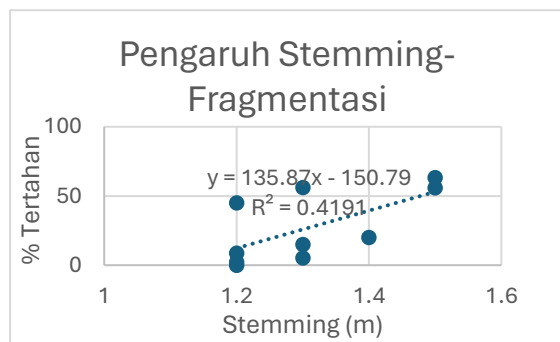 Pengaruh Stemming-
Fragmentasi
100
50
0
% Tertahan
y = 135.87x - 150.79
R² = 0.4191
1
1.2
1.4
1.6
Stemming (m)